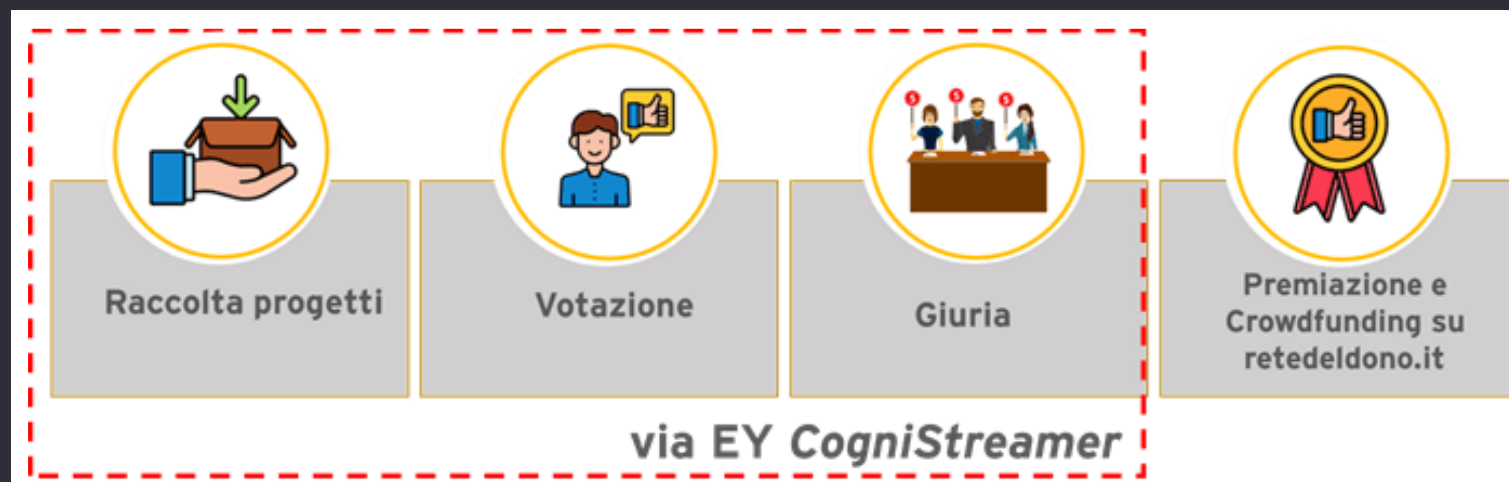 Raccolta progetti
Votazione
Giuria
Premiazione e
Crowdfunding su
retedeldono.it
via EY CogniStreamer